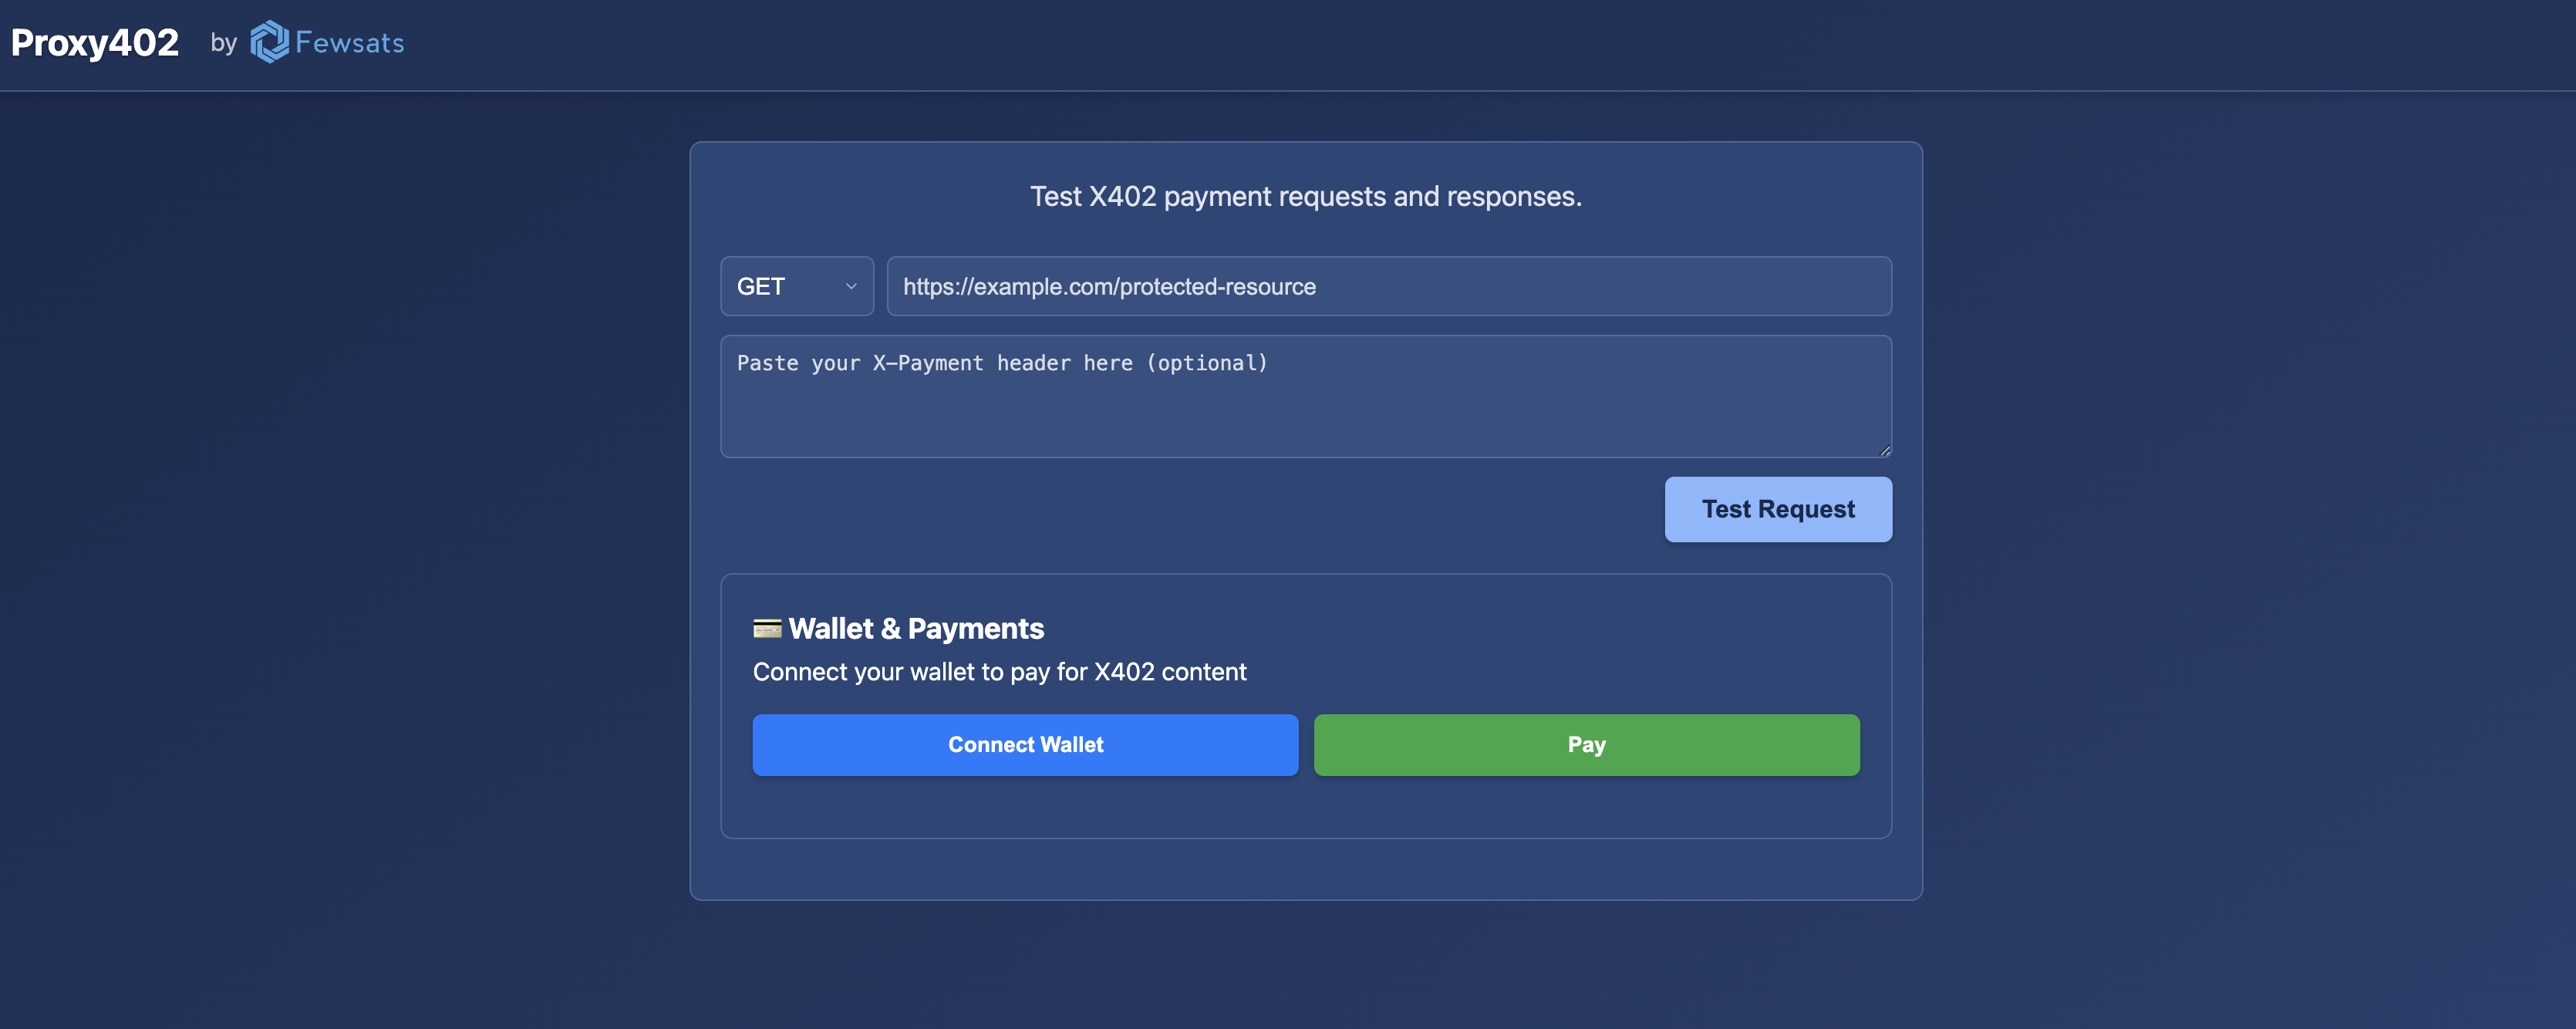 Proxy402 by Fewsats
Test X402 payment requests and responses.
GET https://example.com/protected-resource
Paste your X-Payment header here (optional)
Test Request
Wallet & Payments
Connect your wallet to pay for X402 content
Connect Wallet Pay